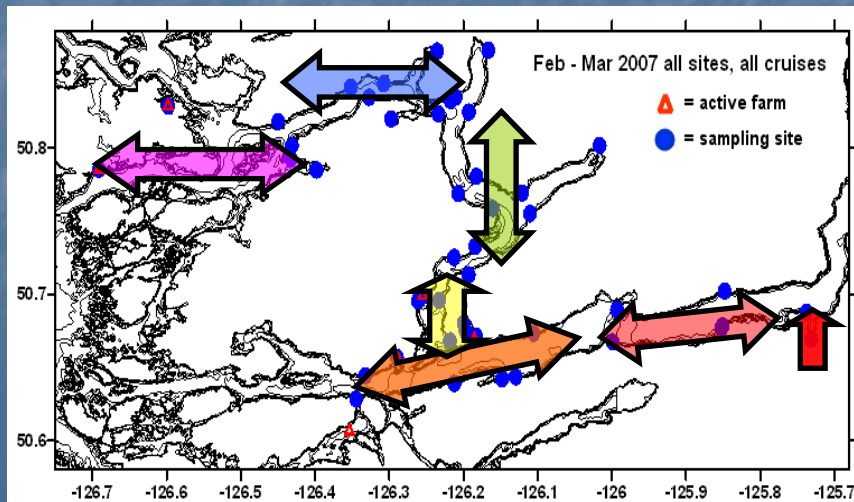 Feb - Mar 2007 all sites, all cruises
= active farm
= sampling site
50.8
50.7
50.6
-126.7 -126.6 -126.5 -126.4 -126.3 -126.2 -126.1 -126 -125.9 -125.8 -125.7